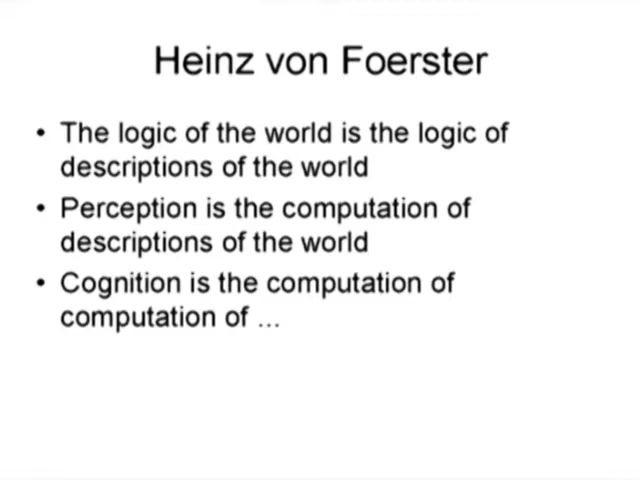 Heinz von Foerster
• The logic of the world is the logic of
descriptions of the world
• Perception is the computation of
descriptions of the world
• Cognition is the computation of
computation of ...